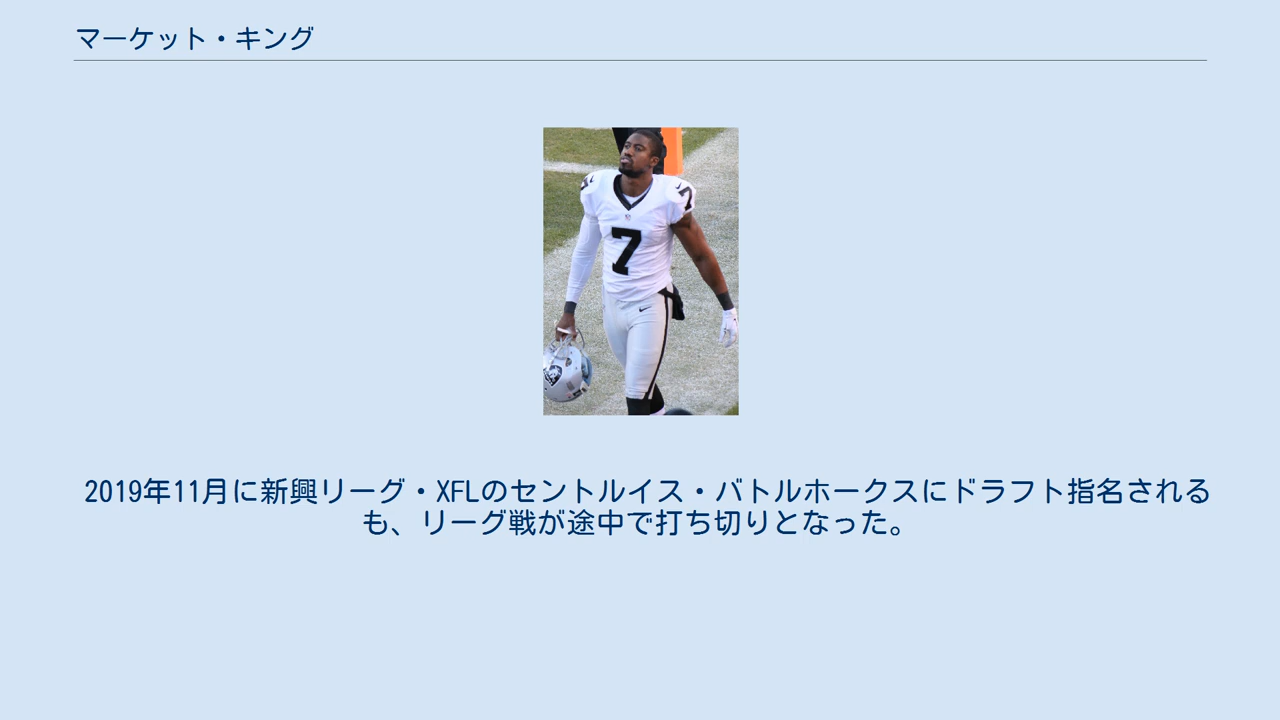 マーケット・キング
7
7
2019年11月に新興リーグ・XFLのセントルイス・バトルホークスにドラフト指名される
も、リーグ戦が途中で打ち切りとなった。